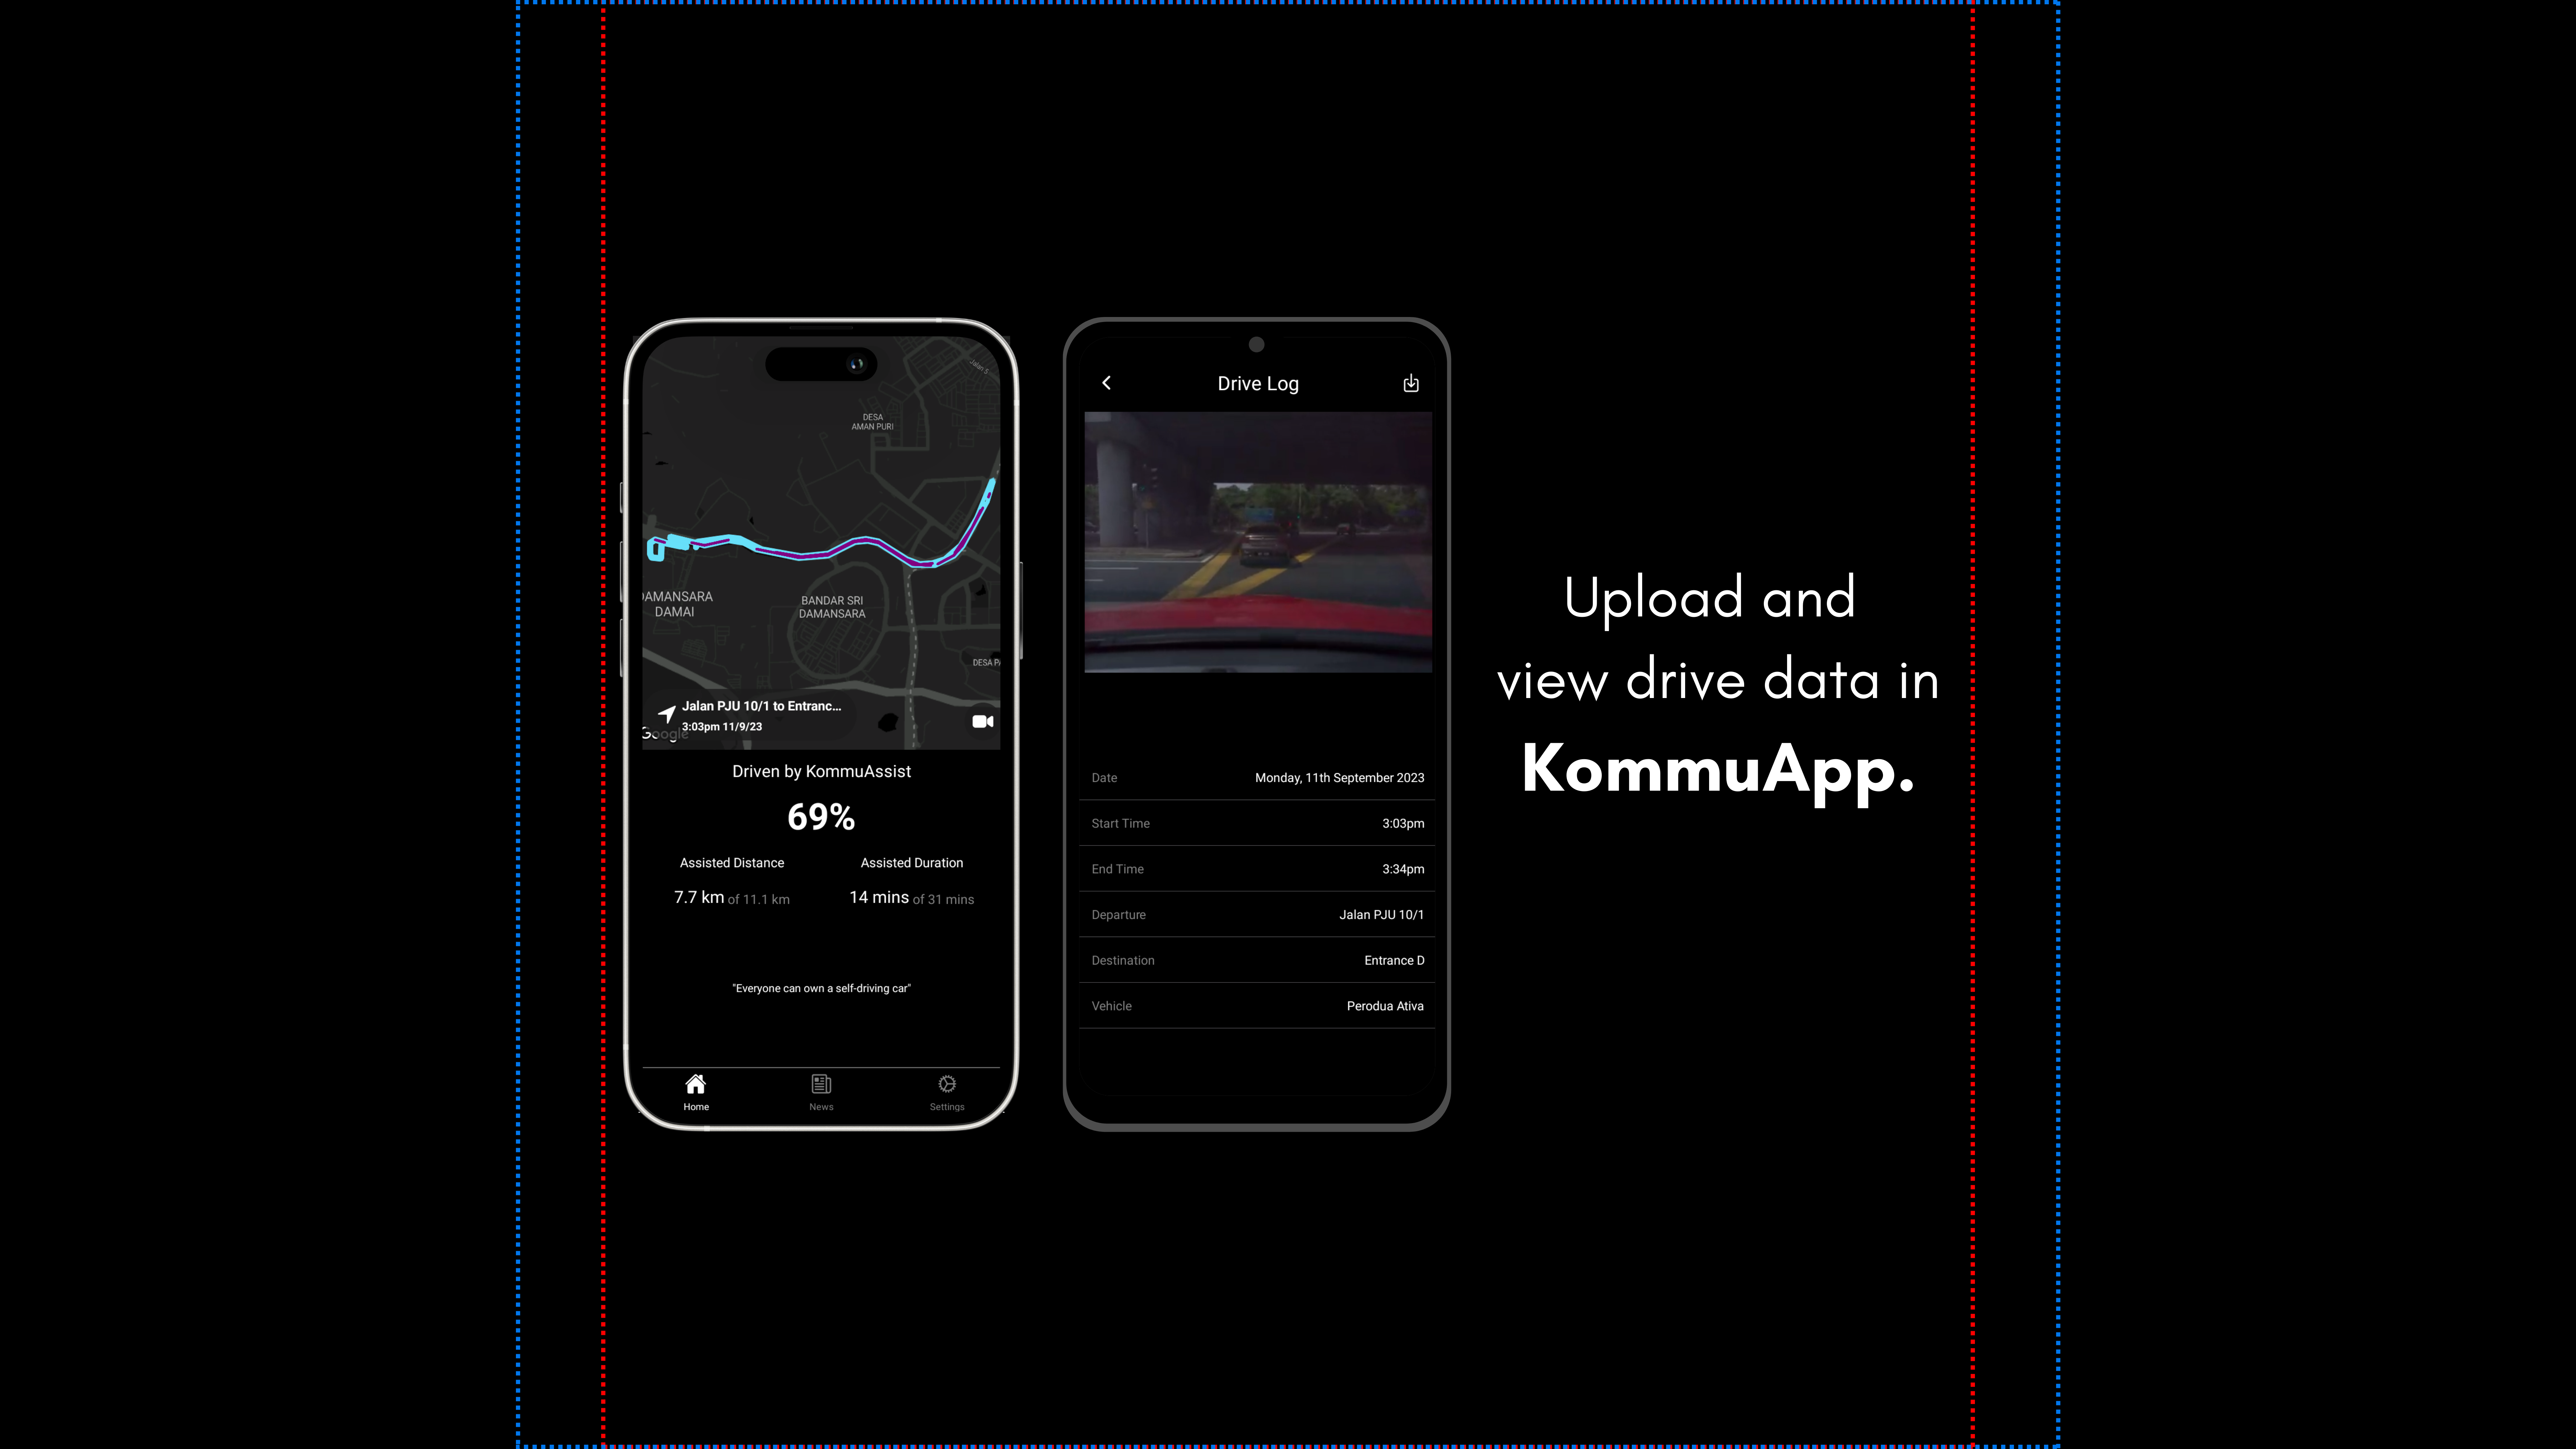 Jalan S
DESA
AMAN PURI
DAMANSARA
DAMAI
BANDAR SRI
DAMANSARA
DESA PA
Jalan PJU 10/1 to Entranc...
3:03pm 11/9/23
Google
Driven by KommuAssist
69%
Assisted Distance
Assisted Duration
7.7 km of 11.1 km
14 mins of 31 mins
"Everyone can own a self-driving car"
Home
News
Settings
Drive Log
Date Monday, 11th September 2023
Start Time 3:03pm
End Time 3:34pm
Departure Jalan PJU 10/1
Destination Entrance D
Vehicle Perodua Ativa
Upload and
view drive data in
KommuApp.